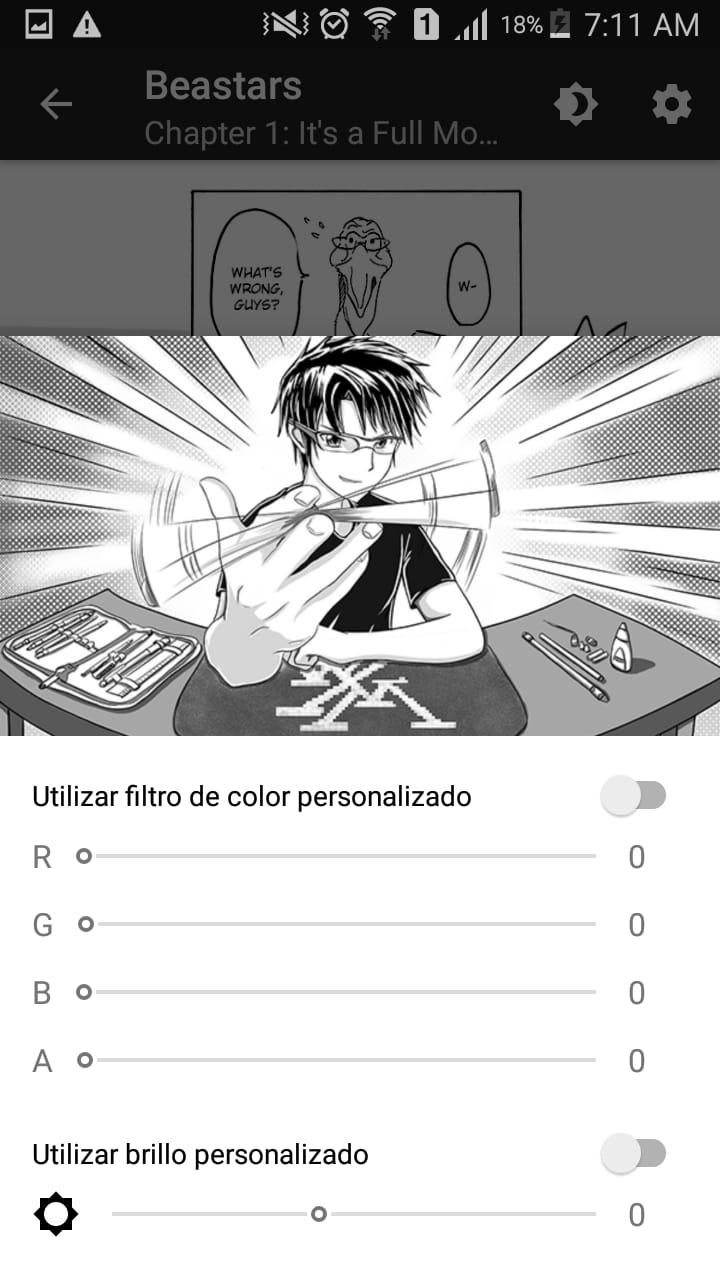 18% 7:11 AM
Beastars
Chapter 1: It's a Full Mo...
WHAT'S
WRONG,
GUYS?
W-
Utilizar filtro de color personalizado
R 0
G 0
B 0
A 0
Utilizar brillo personalizado
0